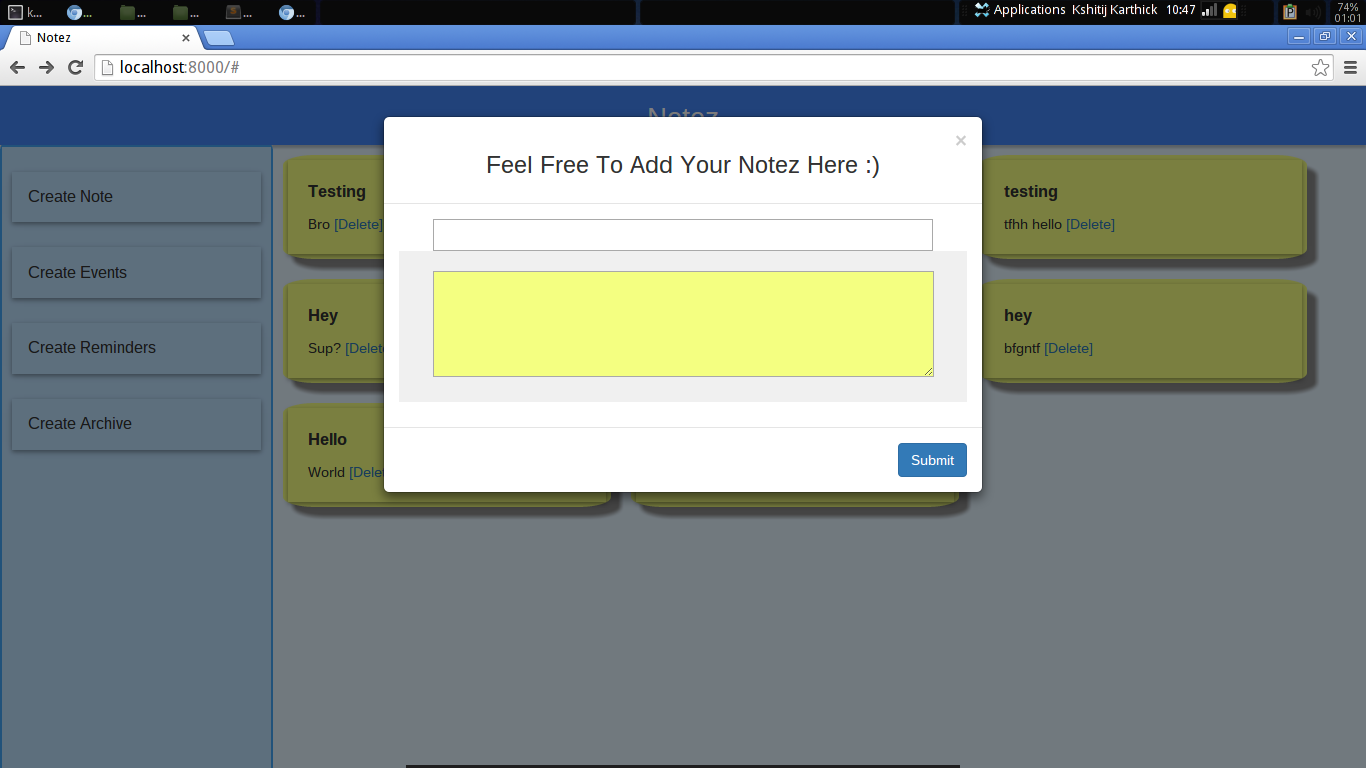 k... ... ... ... ... ... Applications Kshitij Karthick 10:47 74%
01:01
Notez
localhost:8000/#
Notez
×
Feel Free To Add Your Notez Here :)
Create Note
Create Events
Create Reminders
Create Archive
Testing
Bro [Delete]
testing
tfhh hello [Delete]
Hey
Sup? [Delet
hey
bfgntf [Delete]
Hello
World [Delet
Submit